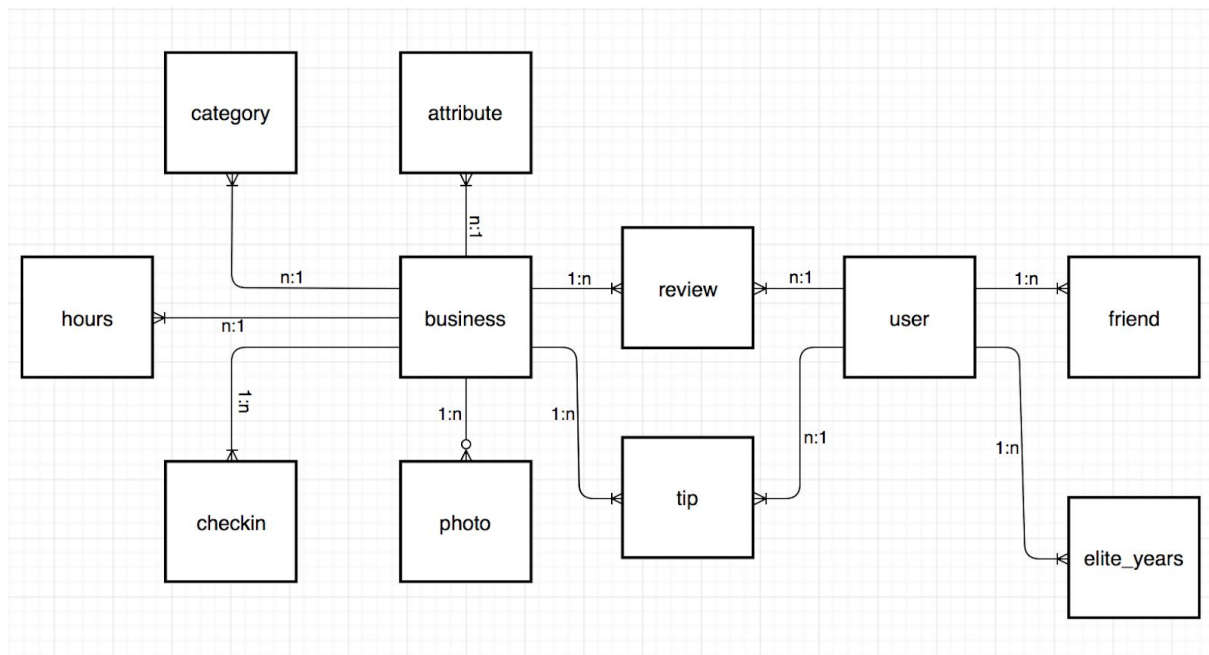 category
attribute
n:1
n:1
hours
n:1
business
1:n
review
n:1
user
1:n
friend
1:n
1:n
1:n
n:1
1:n
checkin
photo
tip
elite_years